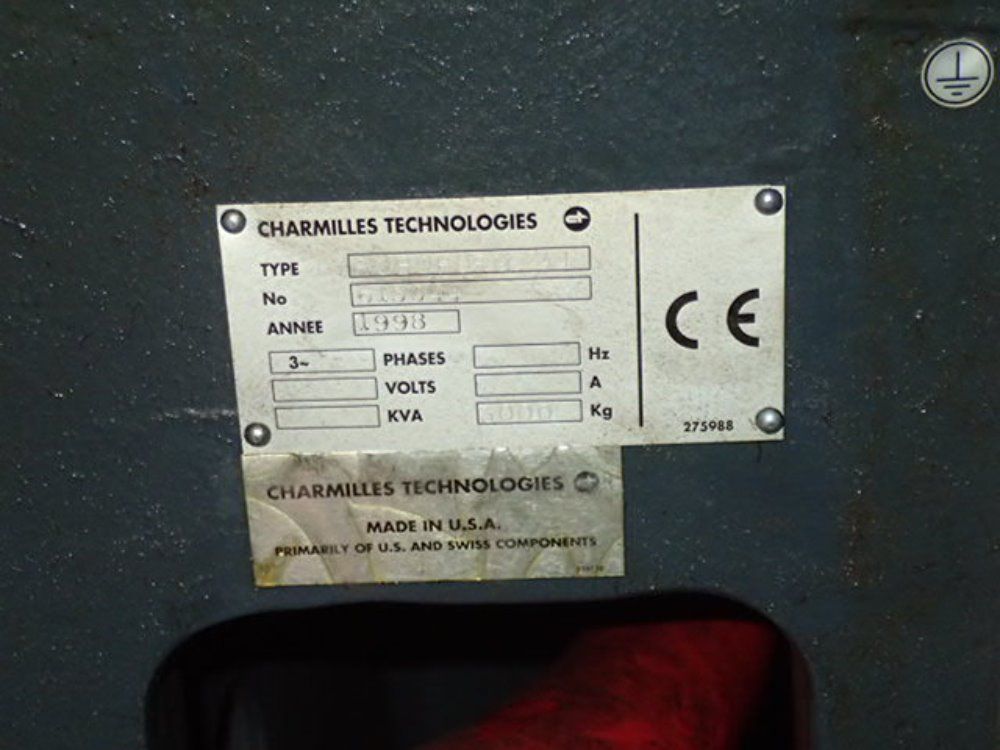 CHARMILLES TECHNOLOGIES
TYPE
No
ANNEE 1998
3~ PHASES Hz
VOLTS A
KVA Kg
CE
275988
CHARMILLES TECHNOLOGIES
MADE IN U.S.A.
PRIMARILY OF U.S. AND SWISS COMPONENTS